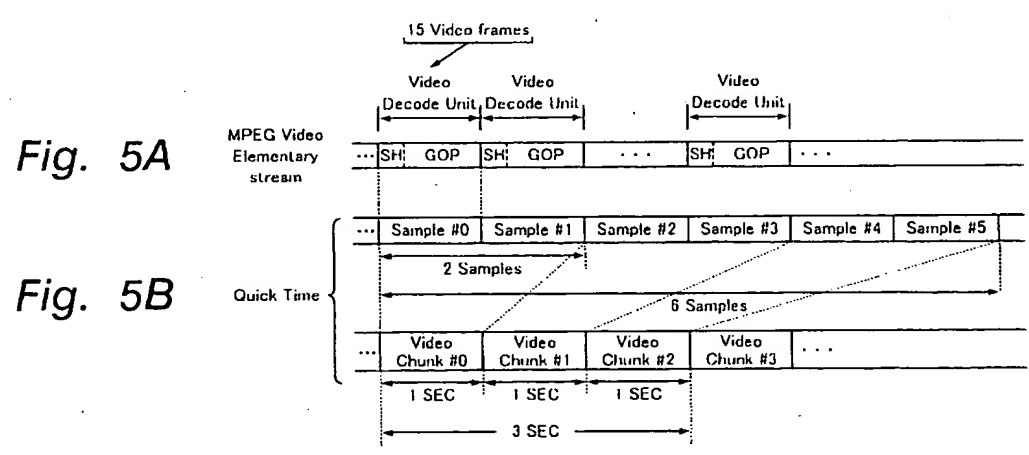 15 Video frames
Video
Decode Unit
Video
Decode Unit
Video
Decode Unit
Fig. 5A
MPEG Video
Elementary
stream
··· SH GOP SH GOP ··· SH GOP ···
··· Sample #0 Sample #1 Sample #2 Sample #3 Sample #4 Sample #5
2 Samples
Fig. 5B
Quick Time
6 Samples
··· Video
Chunk #0
Video
Chunk #1
Video
Chunk #2
Video
Chunk #3
···
1 SEC 1 SEC 1 SEC
3 SEC